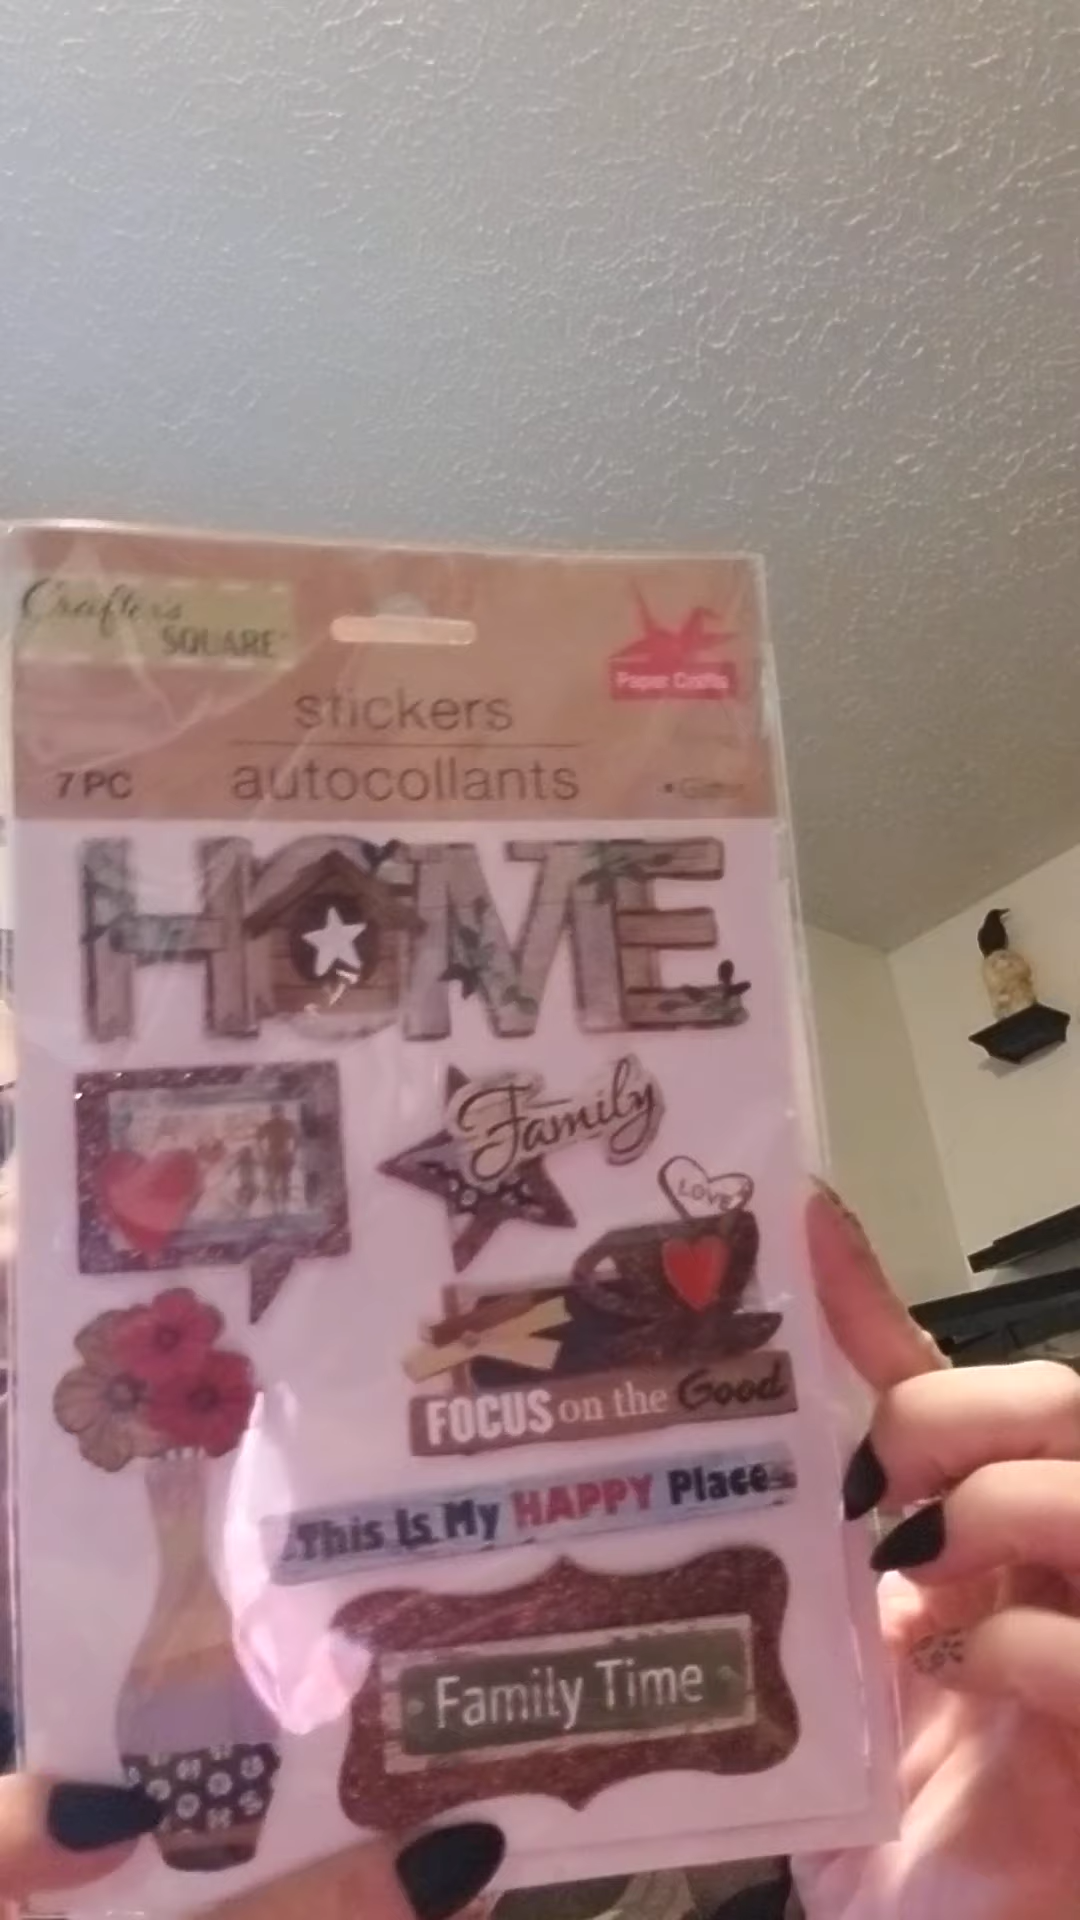 Crafter's
SQUARE
Paper Crafts
stickers
autocollants
7 PC
HOME
Family
LOVE
FOCUS on the Good
This Is My HAPPY Place
Family Time